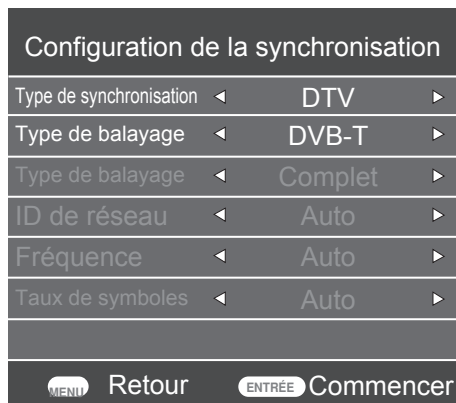 Configuration de la synchronisation
Type de synchronisation DTV
Type de balayage DVB-T
Type de balayage Complet
ID de réseau Auto
Fréquence Auto
Taux de symboles Auto
MENU Retour ENTRÉE Commencer